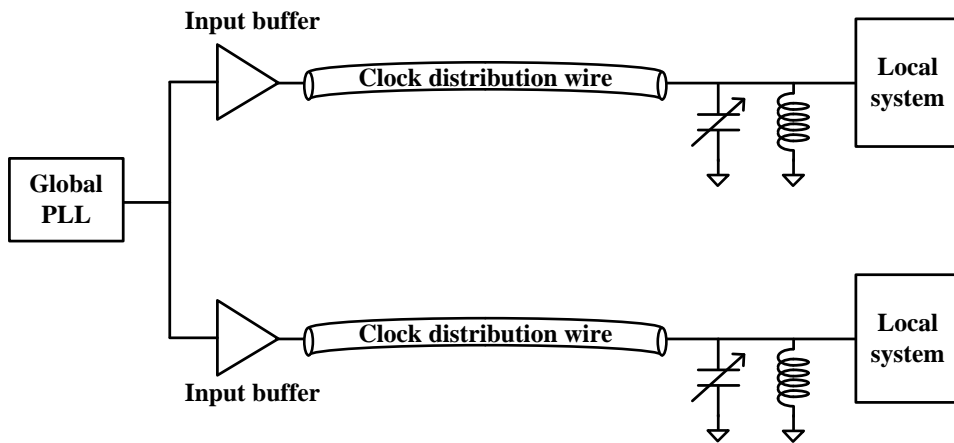 Input buffer
Clock distribution wire
Local
system
Global
PLL
Clock distribution wire
Local
system
Input buffer